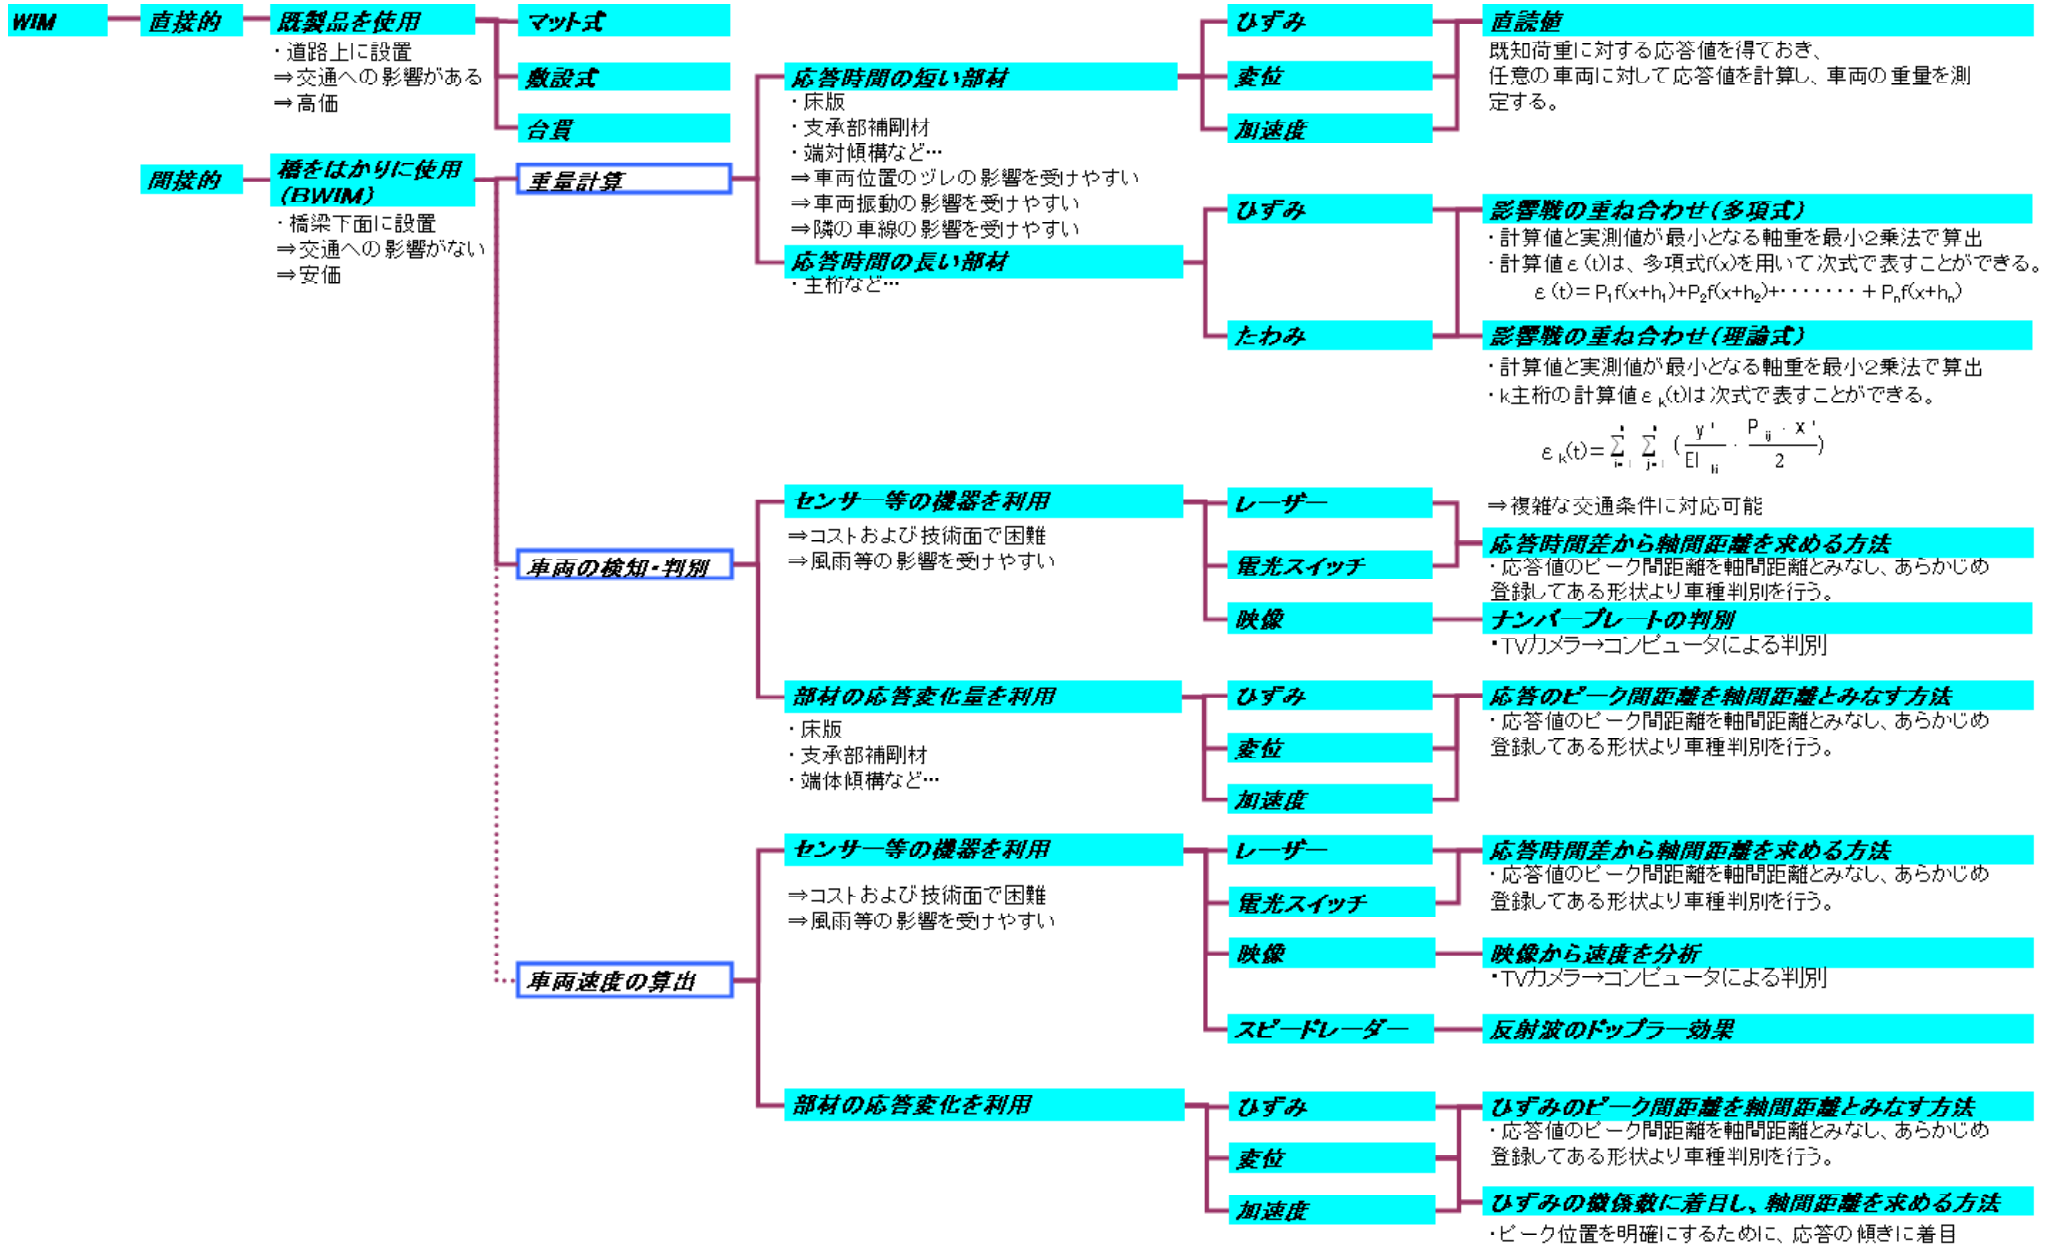 WIM
直接的
既製品を使用
・道路上に設置
⇒交通への影響がある
⇒高価
マット式
敷設式
台貫
間接的
橋をはかりに使用
(BWIM)
・橋梁下面に設置
⇒交通への影響がない
⇒安価
重量計算
応答時間の短い部材
・床版
・支承部補剛材
・端対傾構など…
⇒車両位置のヅレの影響を受けやすい
⇒車両振動の影響を受けやすい
⇒隣の車線の影響を受けやすい
ひずみ
変位
加速度
直読値
既知荷重に対する応答値を得ておき、
任意の車両に対して応答値を計算し、車両の重量を測
定する。
応答時間の長い部材
・主桁など…
ひずみ
たわみ
影響戦の重ね合わせ(多項式)
・計算値と実測値が最小となる軸重を最小2乗法で算出
・計算値ε(t)は、多項式f(x)を用いて次式で表すことができる。
ε(t)=P1f(x+h1)+P2f(x+h2)+・・・・・・・+Pnf(x+hn)
影響戦の重ね合わせ(理論式)
・計算値と実測値が最小となる軸重を最小2乗法で算出
・k主桁の計算値εk(t)は次式で表すことができる。
εk(t)=Σ Σ (y'/EI · Pij · x'/2)
⇒複雑な交通条件に対応可能
車両の検知・判別
センサー等の機器を利用
⇒コストおよび技術面で困難
⇒風雨等の影響を受けやすい
レーザー
電光スイッチ
映像
応答時間差から軸間距離を求める方法
・応答値のピーク間距離を軸間距離とみなし、あらかじめ
登録してある形状より車種判別を行う。
ナンバープレートの判別
・TVカメラ→コンピュータによる判別
部材の応答変化量を利用
・床版
・支承部補剛材
・端体傾構など…
ひずみ
変位
加速度
応答のピーク間距離を軸間距離とみなす方法
・応答値のピーク間距離を軸間距離とみなし、あらかじめ
登録してある形状より車種判別を行う。
車両速度の算出
センサー等の機器を利用
⇒コストおよび技術面で困難
⇒風雨等の影響を受けやすい
レーザー
電光スイッチ
映像
スピードレーダー
応答時間差から軸間距離を求める方法
・応答値のピーク間距離を軸間距離とみなし、あらかじめ
登録してある形状より車種判別を行う。
映像から速度を分析
・TVカメラ→コンピュータによる判別
反射波のドップラー効果
部材の応答変化を利用
ひずみ
変位
加速度
ひずみのピーク間距離を軸間距離とみなす方法
・応答値のピーク間距離を軸間距離とみなし、あらかじめ
登録してある形状より車種判別を行う。
ひずみの微係数に着目し、軸間距離を求める方法
・ピーク位置を明確にするために、応答の傾きに着目